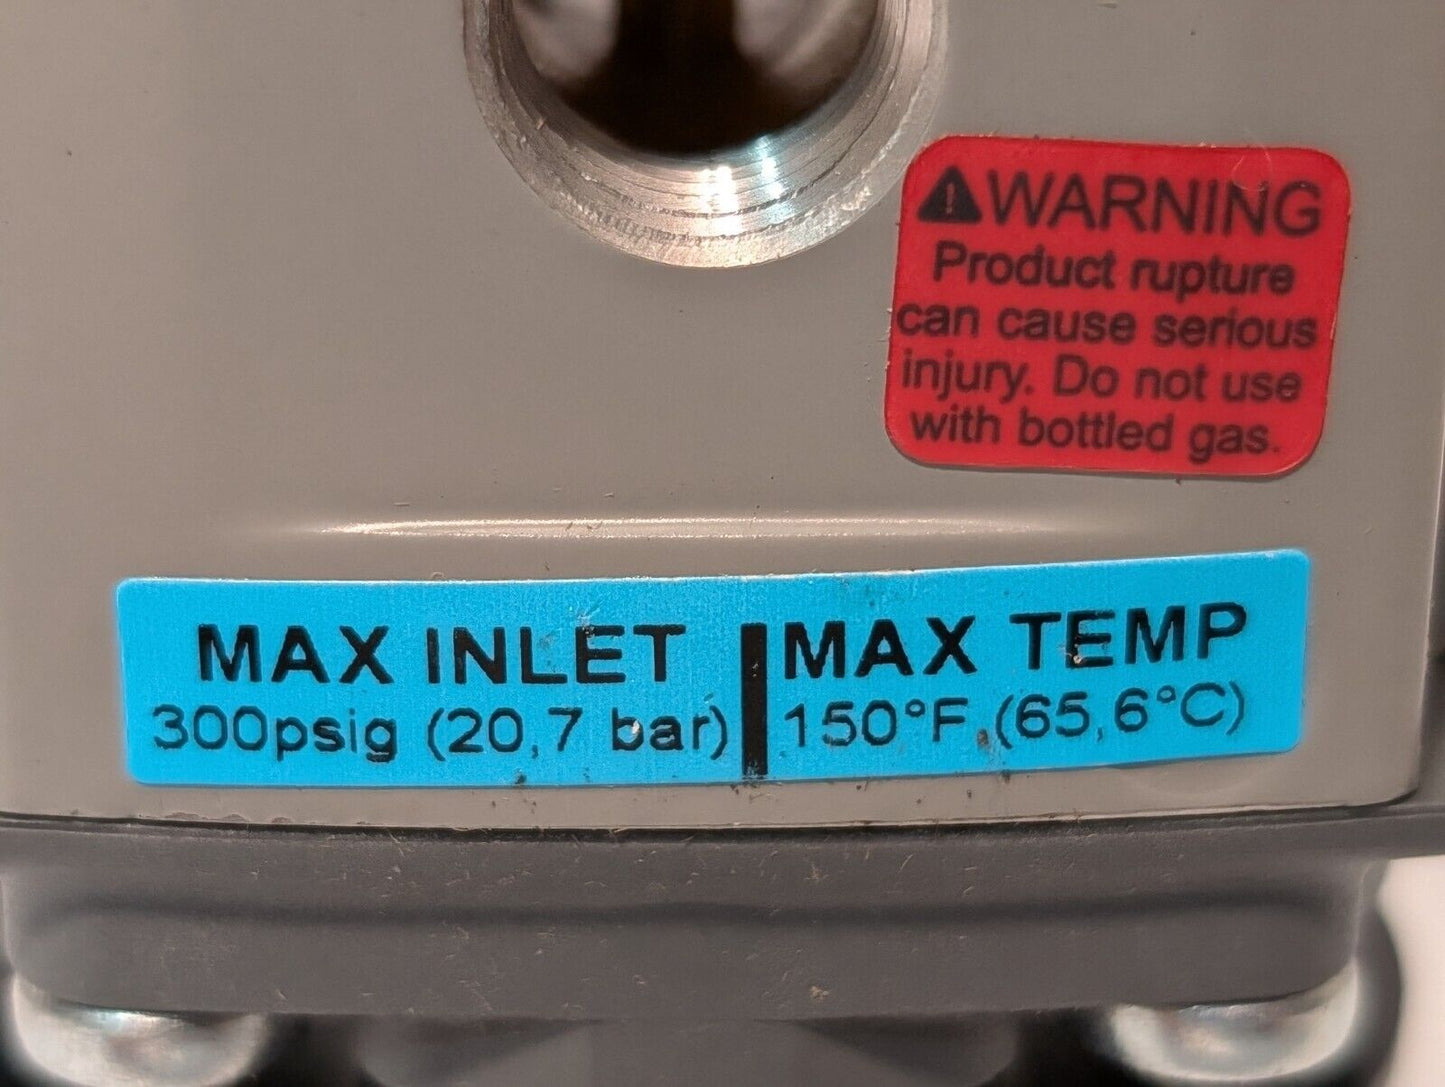 WARNING
Product rupture
can cause serious
injury. Do not use
with bottled gas.
MAX INLET
300psig (20,7 bar)
MAX TEMP
150°F (65,6°C)